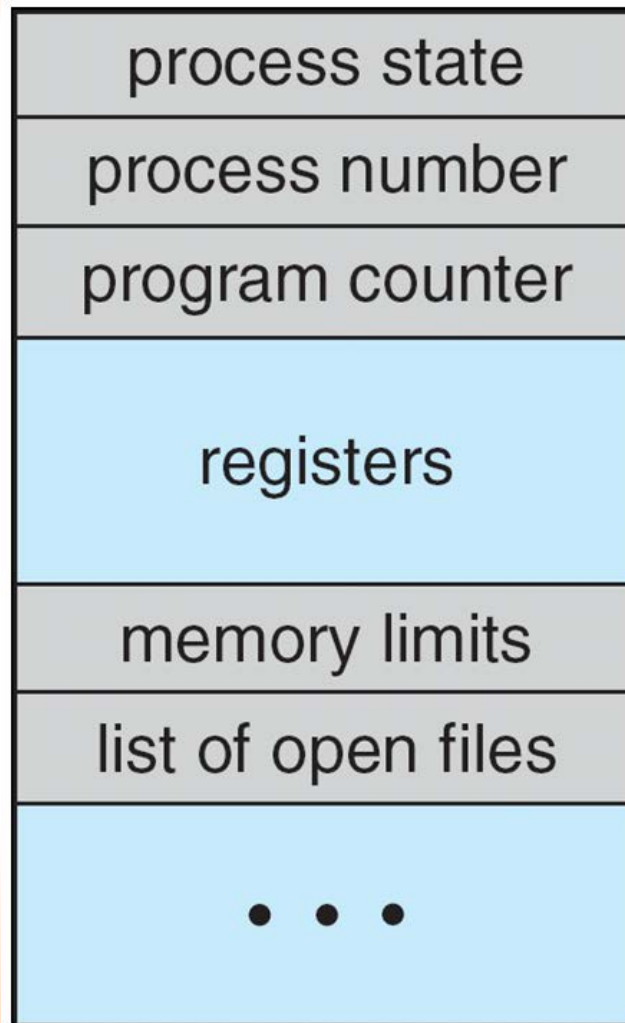 process state
process number
program counter
registers
memory limits
list of open files
• • •